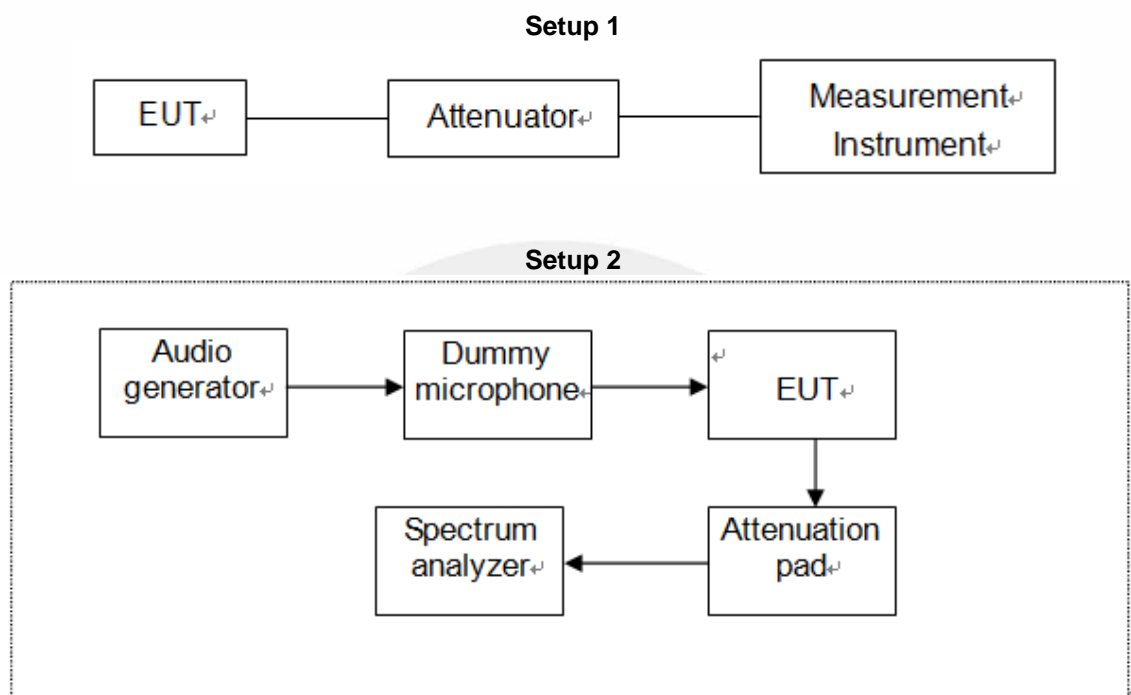 Setup 1
EUT↵
Attenuator↵
Measurement↵
Instrument↵
Setup 2
Audio
generator↵
Dummy
microphone↵
↵
EUT↵
Spectrum
analyzer↵
Attenuation
pad↵